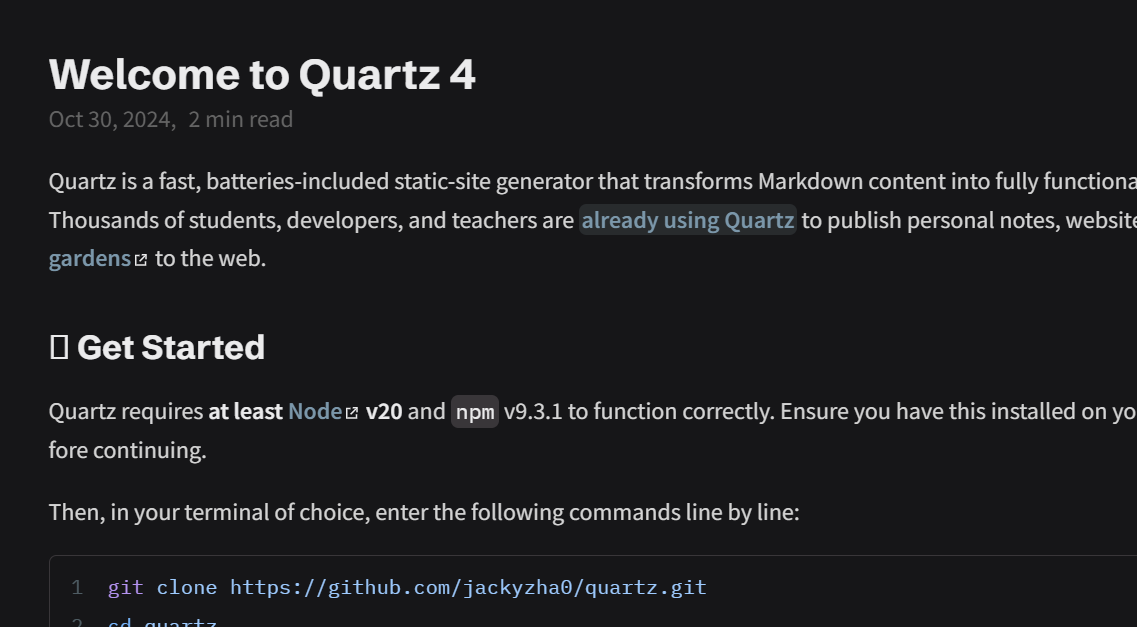 Welcome to Quartz 4
Oct 30, 2024, 2 min read
Quartz is a fast, batteries-included static-site generator that transforms Markdown content into fully functiona
Thousands of students, developers, and teachers are already using Quartz to publish personal notes, website
gardens to the web.
Get Started
Quartz requires at least Node v20 and npm v9.3.1 to function correctly. Ensure you have this installed on yo
fore continuing.
Then, in your terminal of choice, enter the following commands line by line:
1 git clone https://github.com/jackyzha0/quartz.git
2 cd quartz